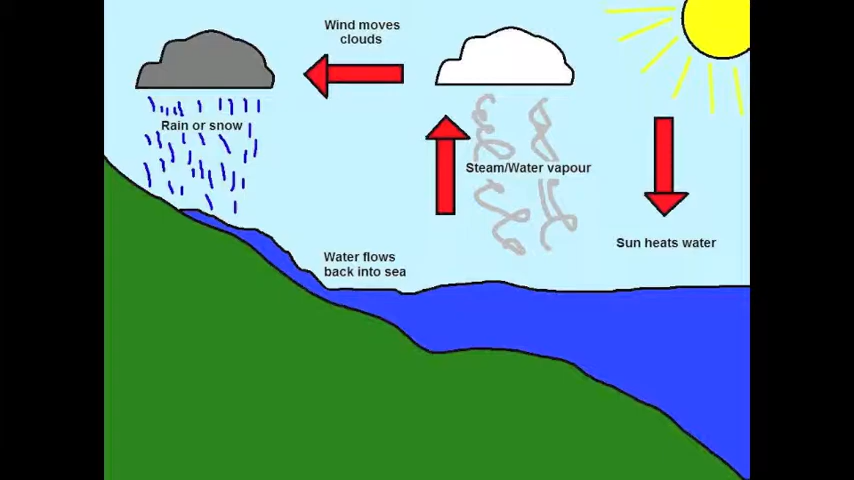 Wind moves
clouds
Rain or snow
Steam/Water vapour
Sun heats water
Water flows
back into sea